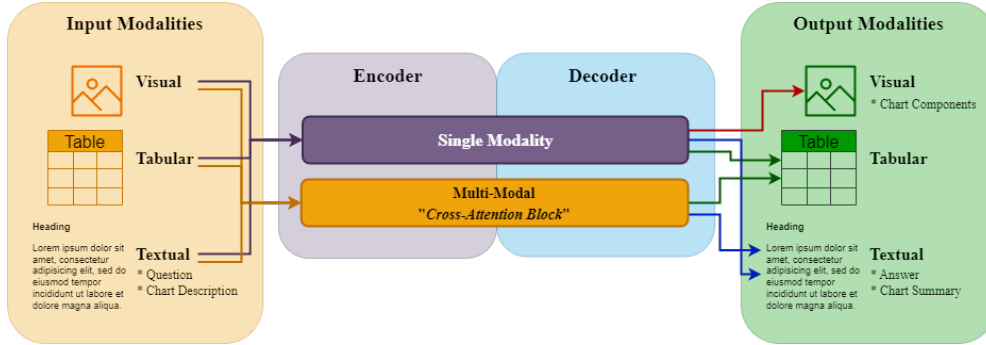 Input Modalities
Visual
Table
Tabular
Heading
Lorem ipsum dolor sit
amet, consectetur
adipisicing elit, sed do
eiusmod tempor
incididunt ut labore et
dolore magna aliqua.
Textual
* Question
* Chart Description
Encoder
Decoder
Single Modality
Multi-Modal
"Cross-Attention Block"
Output Modalities
Visual
* Chart Components
Table
Tabular
Heading
Lorem ipsum dolor sit
amet, consectetur
adipisicing elit, sed do
eiusmod tempor
incididunt ut labore et
dolore magna aliqua.
Textual
* Answer
* Chart Summary